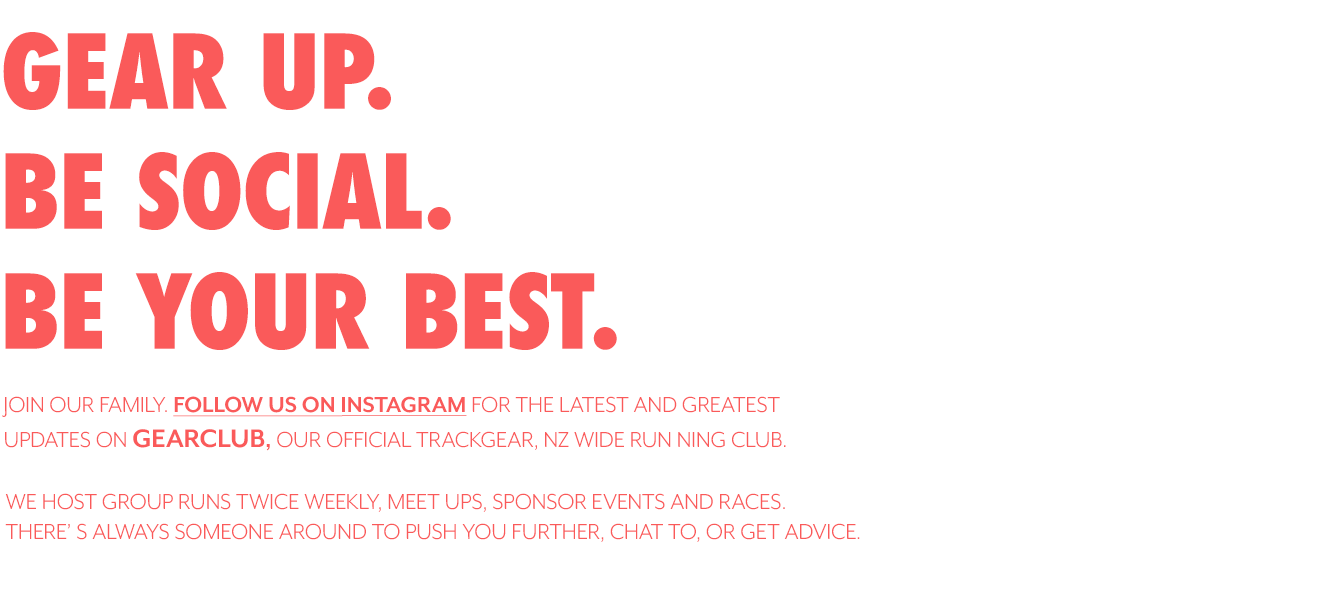 GEAR UP.
BE SOCIAL.
BE YOUR BEST.
JOIN OUR FAMILY. FOLLOW US ON INSTAGRAM FOR THE LATEST AND GREATEST
UPDATES ON GEARCLUB, OUR OFFICIAL TRACKGEAR, NZ WIDE RUN NING CLUB.
WE HOST GROUP RUNS TWICE WEEKLY, MEET UPS, SPONSOR EVENTS AND RACES.
THERE’ S ALWAYS SOMEONE AROUND TO PUSH YOU FURTHER, CHAT TO, OR GET ADVICE.